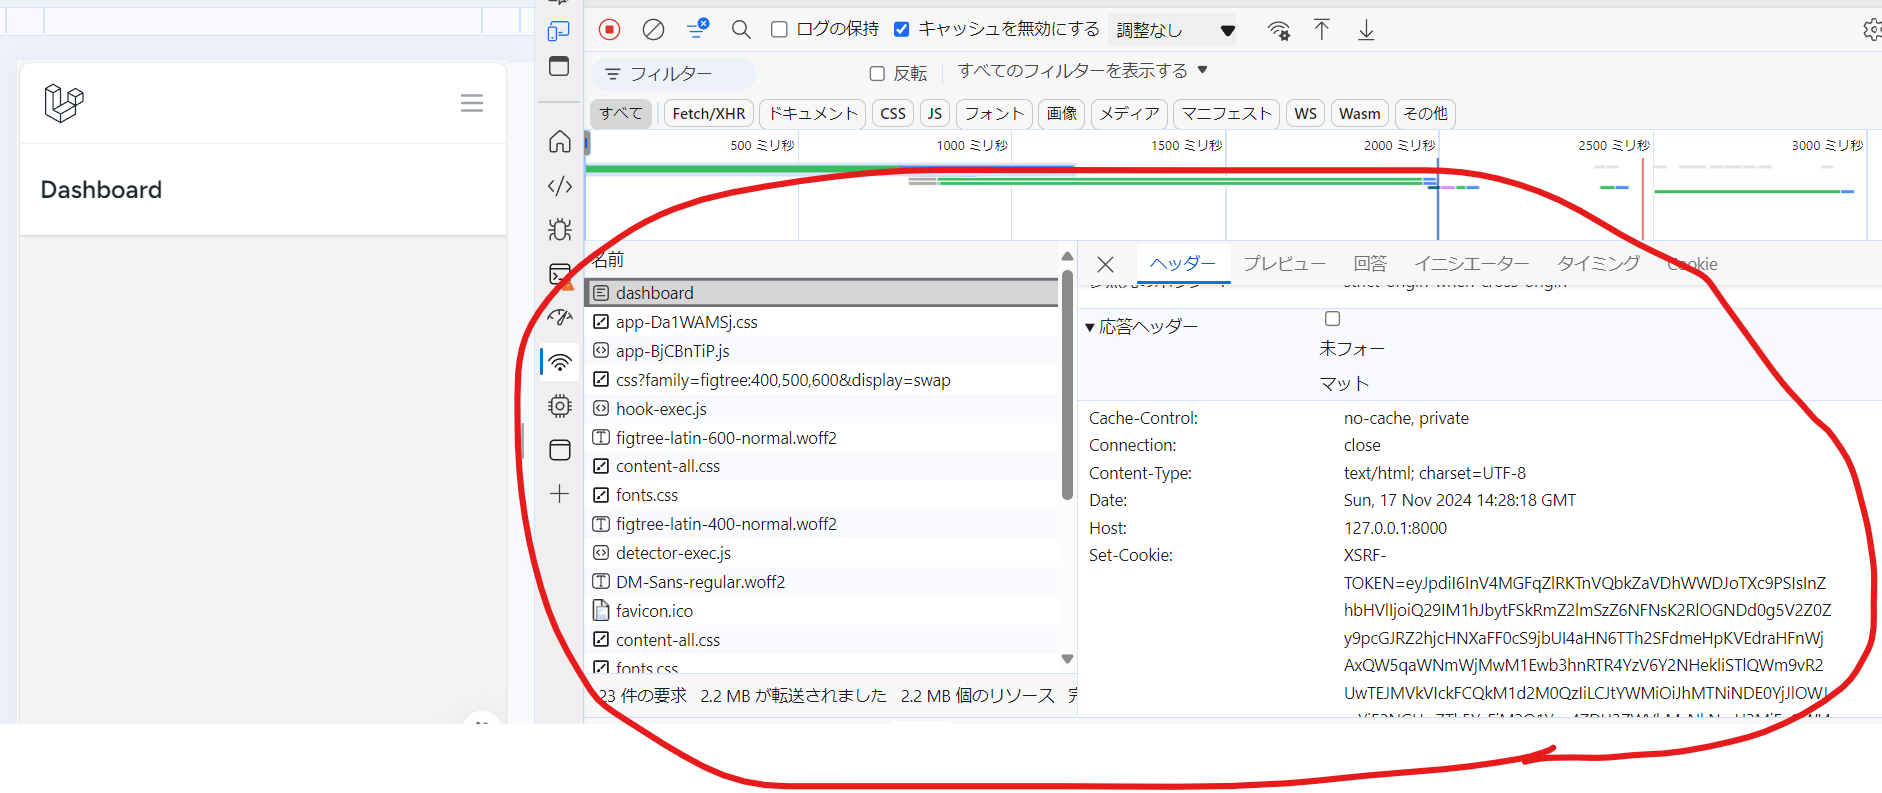 ログの保持
キャッシュを無効にする
調整なし
フィルター
反転
すべてのフィルターを表示する
すべて
Fetch/XHR
ドキュメント
CSS
JS
フォント
画像
メディア
マニフェスト
WS
Wasm
その他
500 ミリ秒
1000 ミリ秒
1500 ミリ秒
2000 ミリ秒
2500 ミリ秒
3000 ミリ秒
Dashboard
名前
dashboard
app-Da1WAMSj.css
app-BjCBnTiP.js
css?family=figtree:400,500,600&display=swap
hook-exec.js
figtree-latin-600-normal.woff2
content-all.css
fonts.css
figtree-latin-400-normal.woff2
detector-exec.js
DM-Sans-regular.woff2
favicon.ico
content-all.css
fonts.css
23 件の要求 2.2 MB が転送されました 2.2 MB 個のリソース
ヘッダー
プレビュー
回答
イニシエーター
タイミング
Cookie
strict-origin-when-cross-origin
応答ヘッダー
未フォー
マット
Cache-Control: no-cache, private
Connection: close
Content-Type: text/html; charset=UTF-8
Date: Sun, 17 Nov 2024 14:28:18 GMT
Host: 127.0.0.1:8000
Set-Cookie: XSRF-
TOKEN=eyJpdiI6InV4MGFqZlRKTnVQbkZaVDhWWDJoTXc9PSIsInZ
hbHVlIjoiQ29IM1hJbytFSkRmZ2lmSzZ6NFNsK2RlOGNDd0g5V2Z0Z
y9pcGJRZ2hjcHNXaFF0cS9jbUI4aHN6TTh2SFdmeHpKVEdraHFnWj
AxQW5qaWNmWjMwM1Ewb3hnRTR4YzV6Y2NHekliSTlQWm9vR2
UwTEJMVkVIckFCQkM1d2M0QzIiLCJtYWMiOiJhMTNiNDE0YjJlOWJ